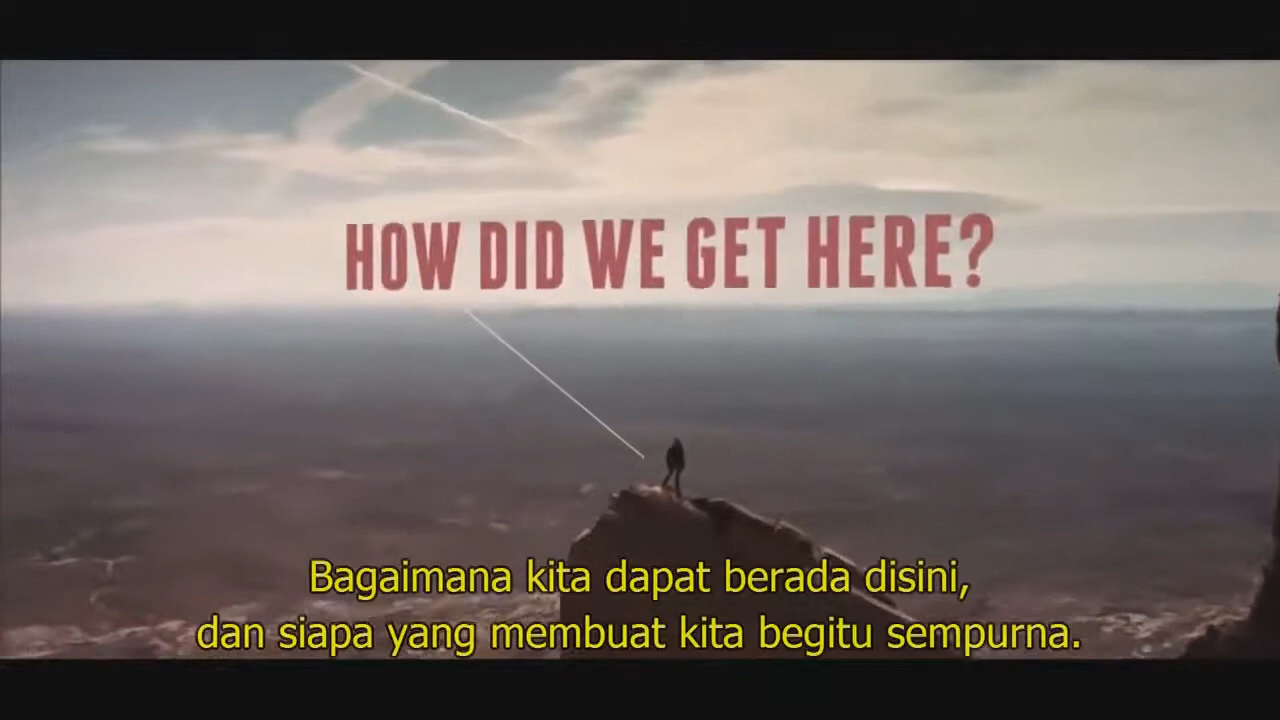 HOW DID WE GET HERE?
Bagaimana kita dapat berada disini,
dan siapa yang membuat kita begitu sempurna.